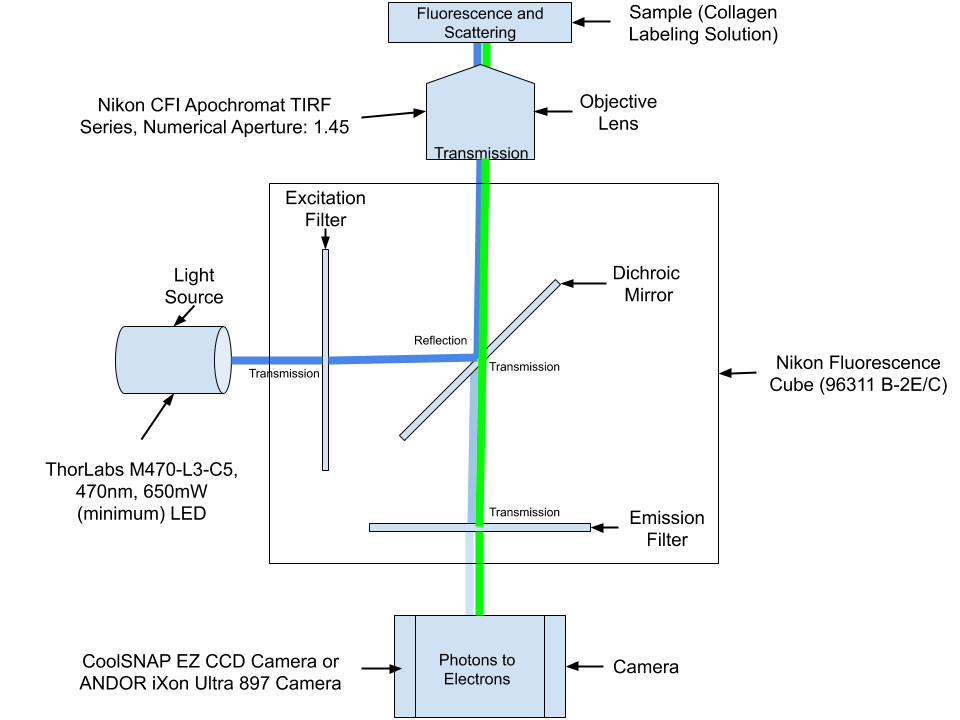 Fluorescence and
Scattering
Sample (Collagen
Labeling Solution)
Nikon CFI Apochromat TIRF
Series, Numerical Aperture: 1.45
Objective
Lens
Transmission
Excitation
Filter
Light
Source
Dichroic
Mirror
Reflection
Transmission
Transmission
Nikon Fluorescence
Cube (96311 B-2E/C)
ThorLabs M470-L3-C5,
470nm, 650mW
(minimum) LED
Transmission
Emission
Filter
CoolSNAP EZ CCD Camera or
ANDOR iXon Ultra 897 Camera
Photons to
Electrons
Camera